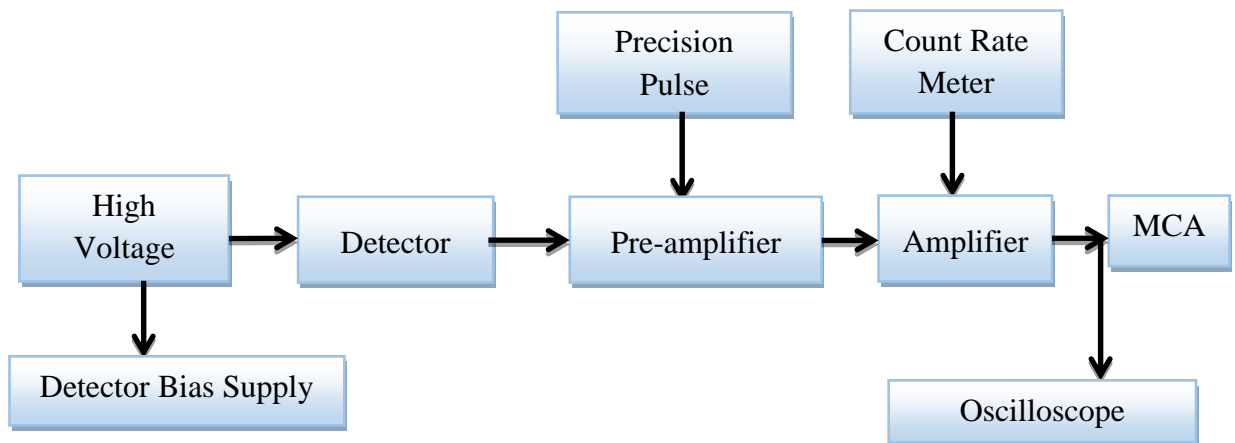 Precision
Pulse
Count Rate
Meter
High
Voltage
Detector
Pre-amplifier
Amplifier
MCA
Detector Bias Supply
Oscilloscope